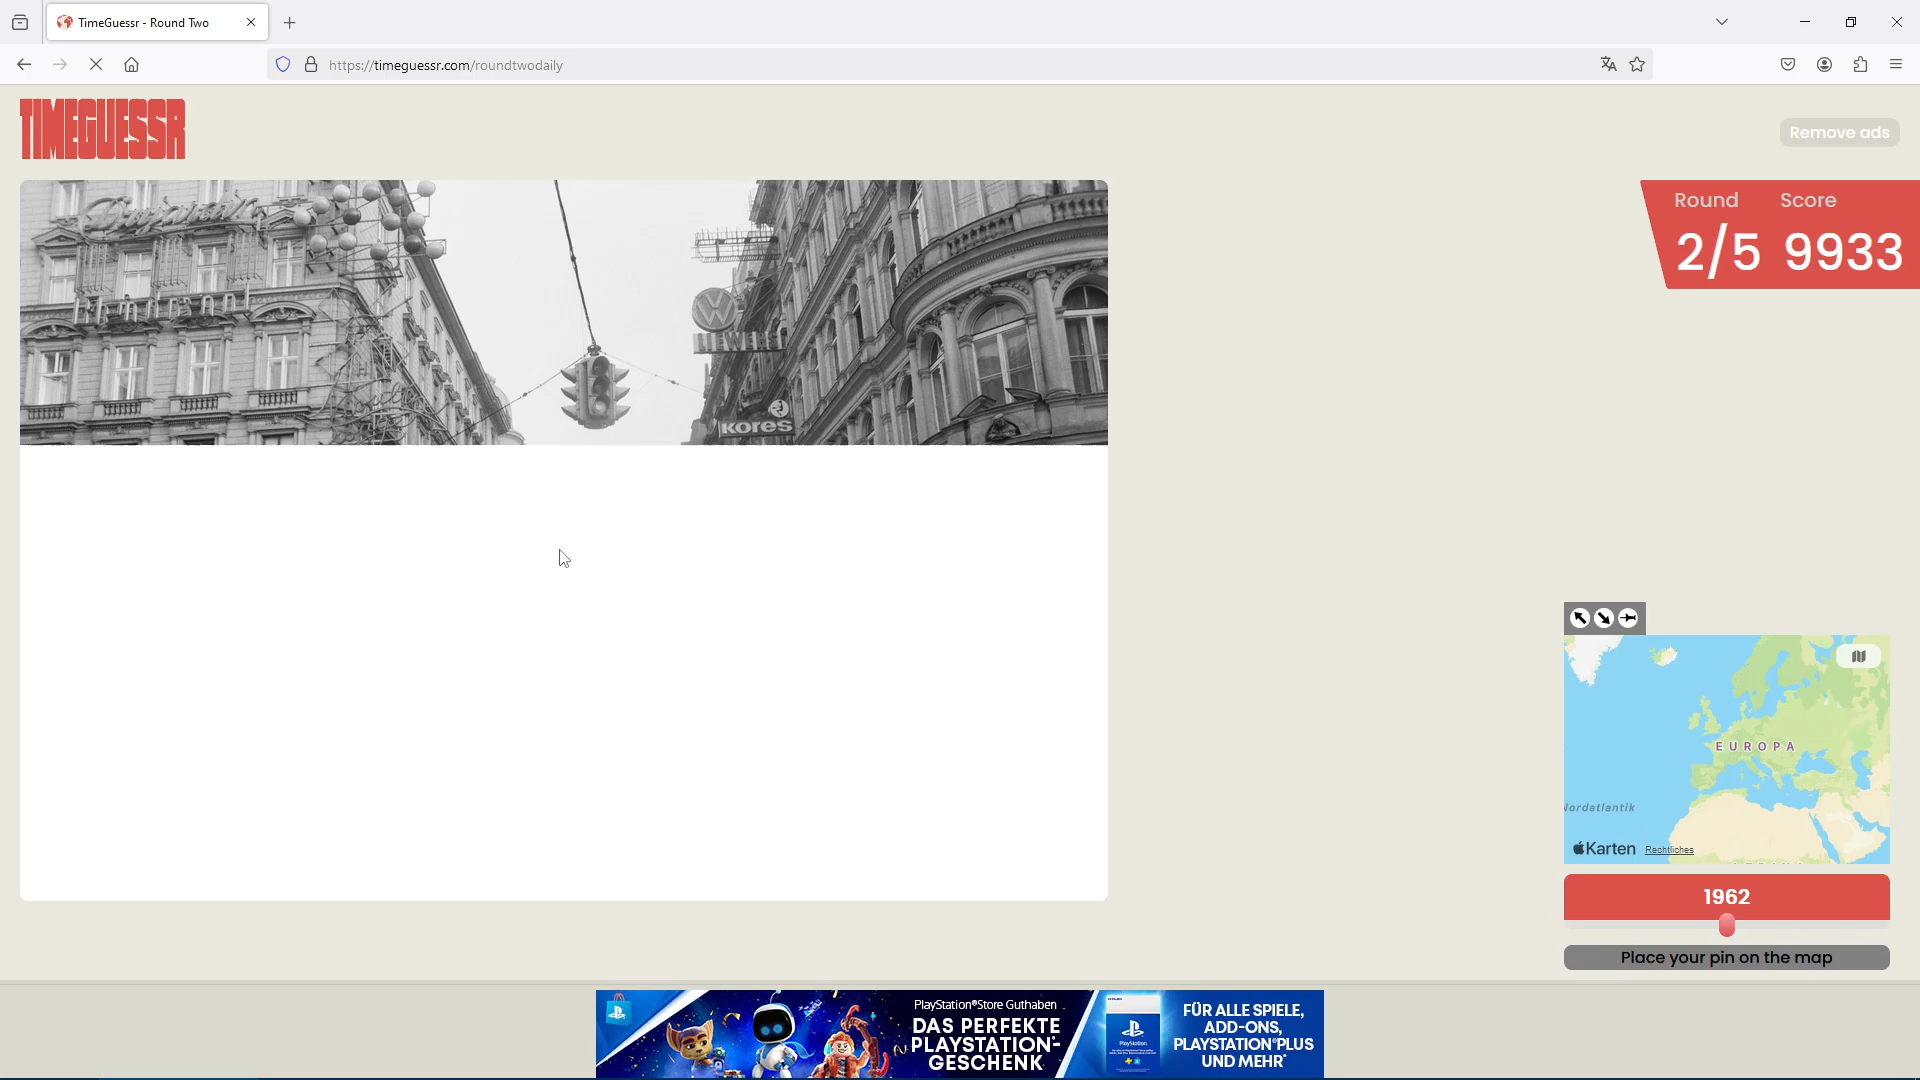 TimeGuessr - Round Two
https://timeguessr.com/roundtwodaily
TIMEGUESSR
Remove ads
Round Score
2/5 9933
VW
kores
EUROPA
Nordatlantik
Karten Rechtliches
1962
Place your pin on the map
PlayStation®Store Guthaben
DAS PERFEKTE
PLAYSTATION®-
GESCHENK
PlayStation
FÜR ALLE SPIELE,
ADD-ONS,
PLAYSTATION®PLUS
UND MEHR*